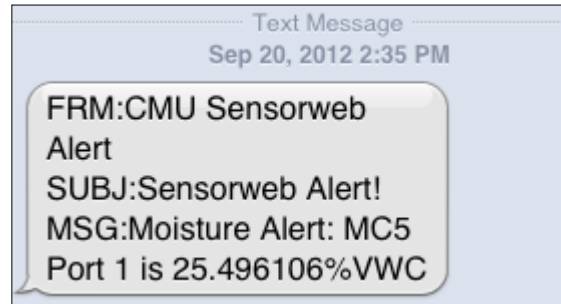 Text Message
Sep 20, 2012 2:35 PM
FRM:CMU Sensorweb
Alert
SUBJ:Sensorweb Alert!
MSG:Moisture Alert: MC5
Port 1 is 25.496106%VWC